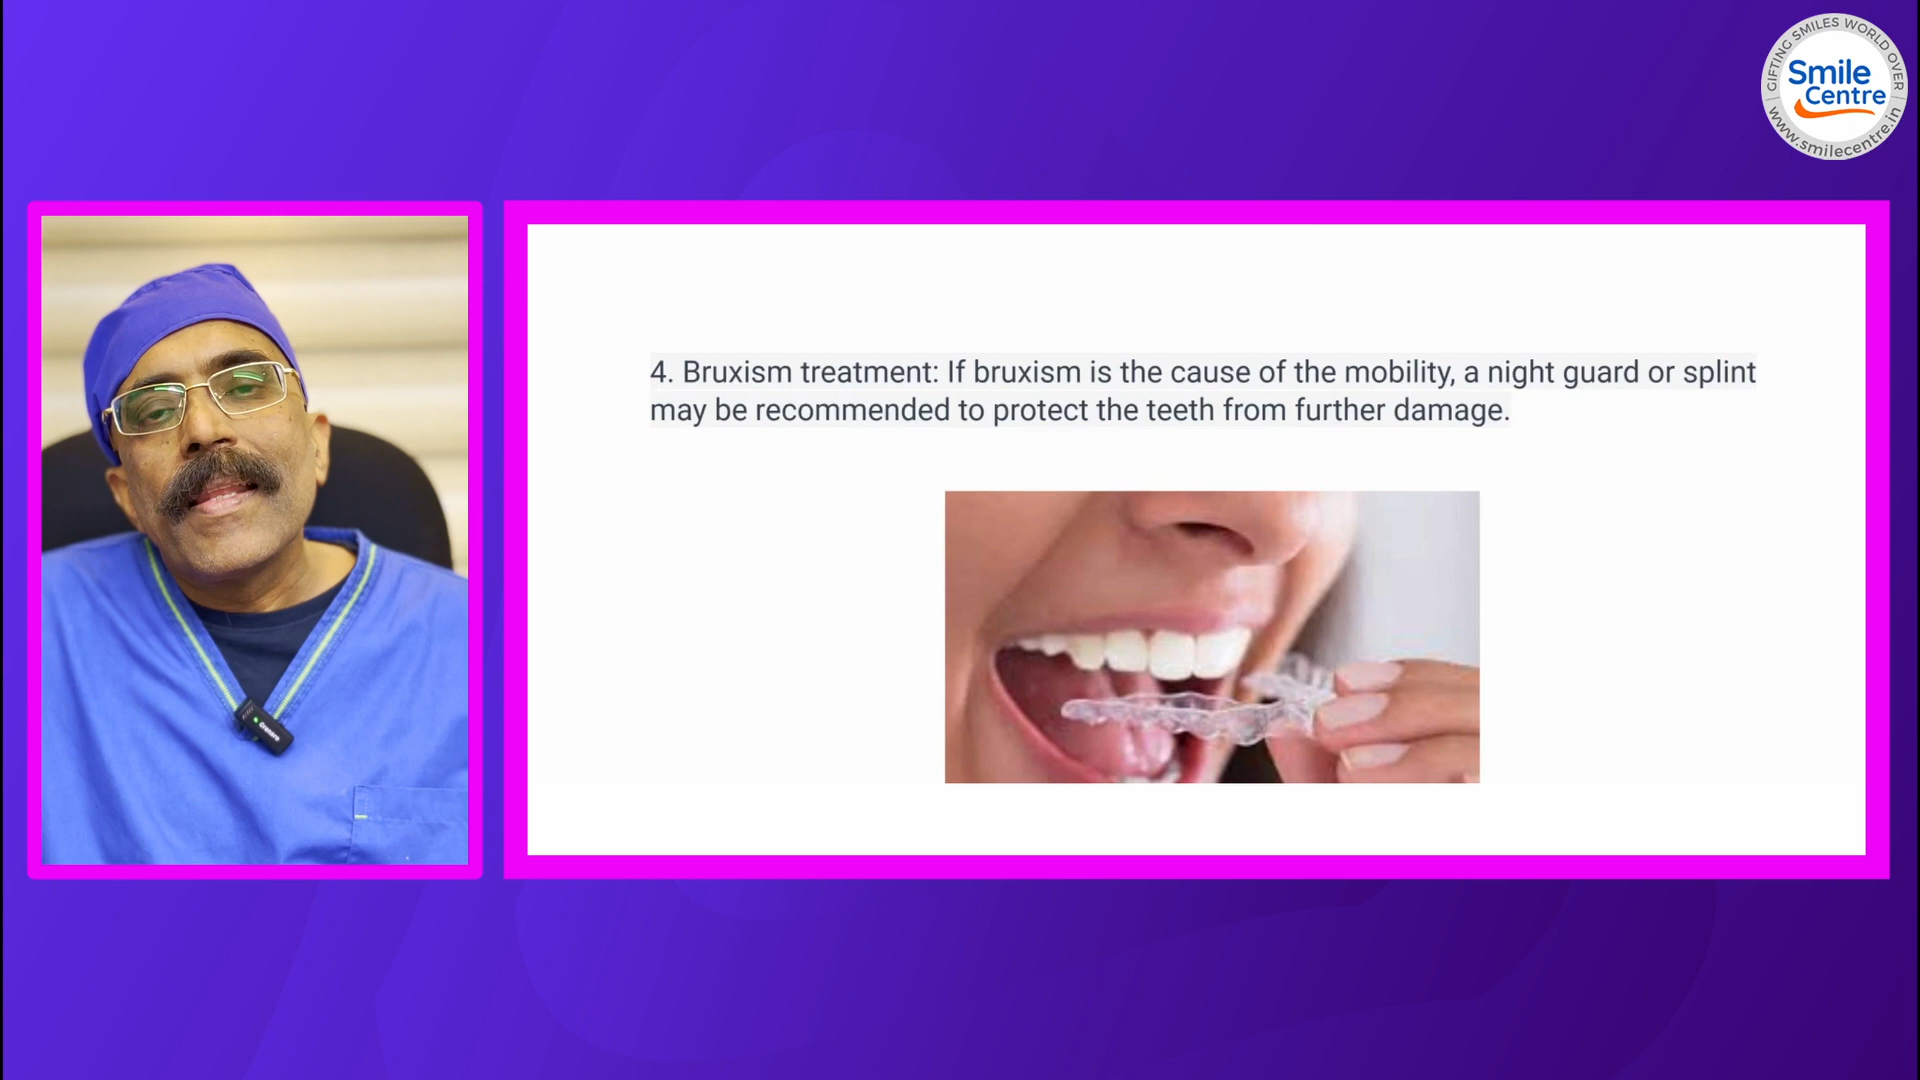 GIFTING SMILES WORLD OVER
Smile
Centre
www.smilecentre.in
4. Bruxism treatment: If bruxism is the cause of the mobility, a night guard or splint
may be recommended to protect the teeth from further damage.